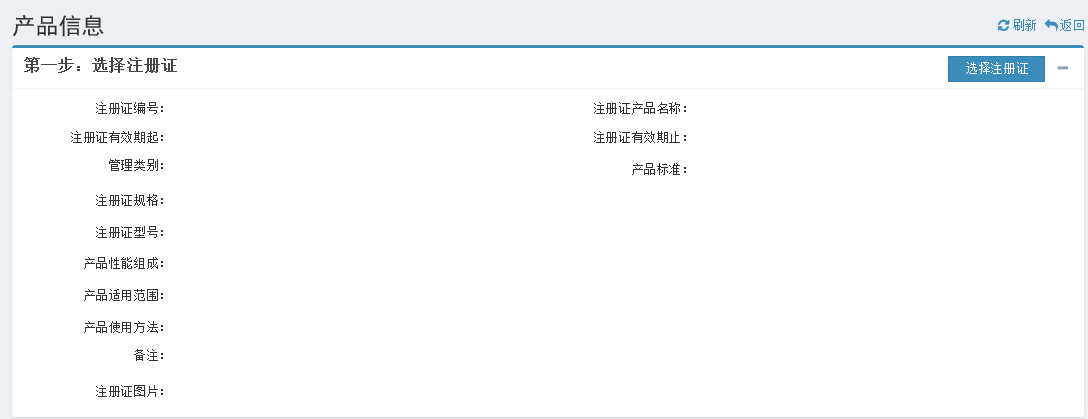 产品信息
刷新 返回
第一步：选择注册证
选择注册证
注册证编号： 注册证产品名称：
注册证有效期起： 注册证有效期止：
管理类别： 产品标准：
注册证规格：
注册证型号：
产品性能组成：
产品适用范围：
产品使用方法：
备注：
注册证图片：